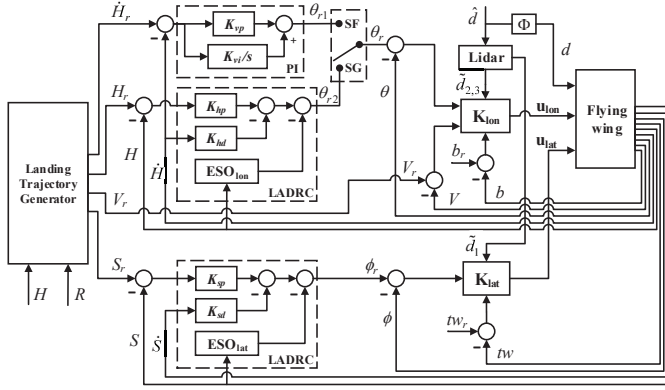 Ḣr
Kvp
Kvi/s
+
PI
θr1
SF
SG
θr
θ
Hr
Khp
Khd
ESOlon
LADRC
θr2
H
Ḣ
Landing
Trajectory
Generator
H
R
Vr
Vr
V
d̂
Φ
d
Lidar
d̃2,3
Klon
ulon
ulat
Flying
wing
br
b
Sr
Ksp
Ksd
ESOlat
LADRC
S
Ṡ
ϕr
ϕ
d̃1
Klat
twr
tw